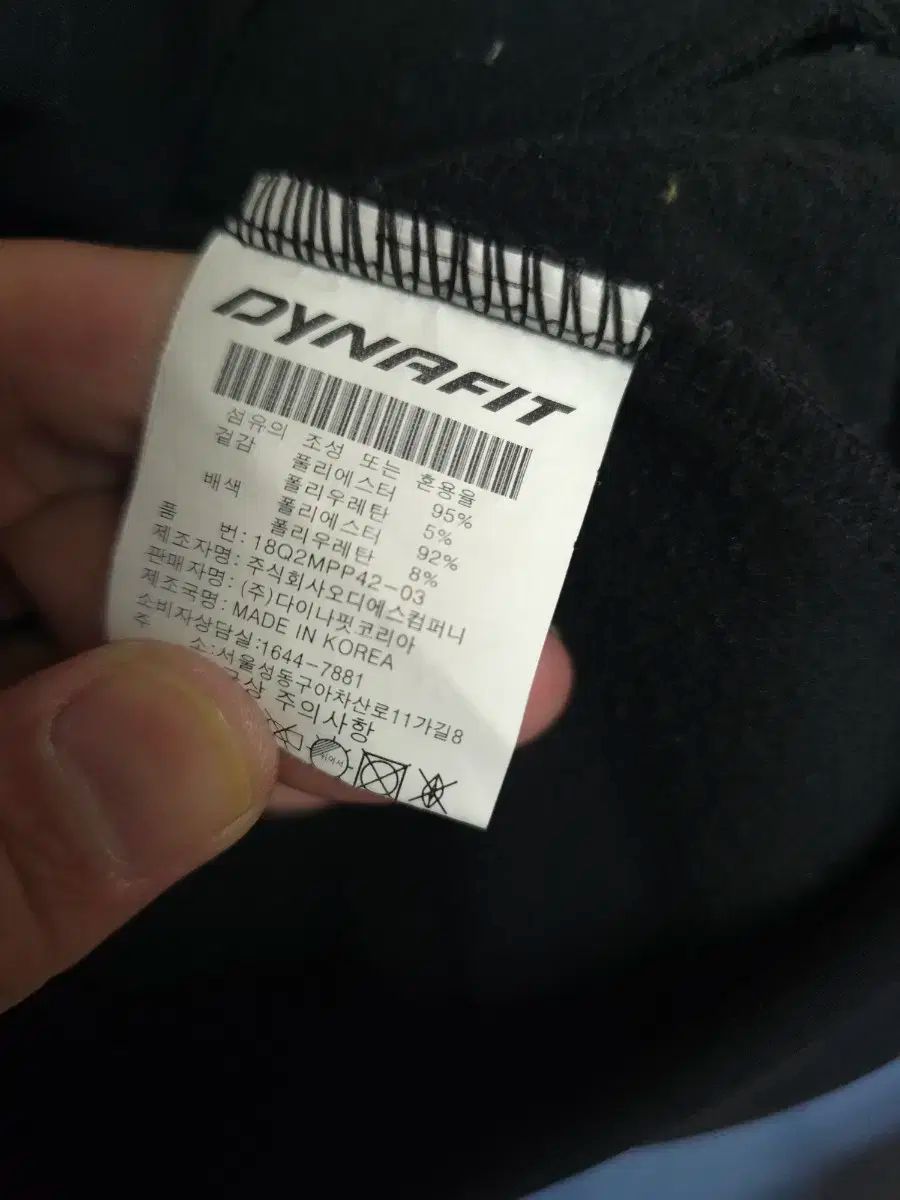 DYNAFIT
섬유의 조성 또는 혼용율
겉감 폴리에스터 95%
폴리우레탄 5%
배색 폴리에스터 92%
폴리우레탄 8%
품 번: 18Q2MPP42-03
제조자명: 주식회사오디에스컴퍼니
판매자명: (주)다이나핏코리아
제조국명: MADE IN KOREA
소비자상담실:1644-7881
주 소:서울성동구아차산로11가길8
주의사항